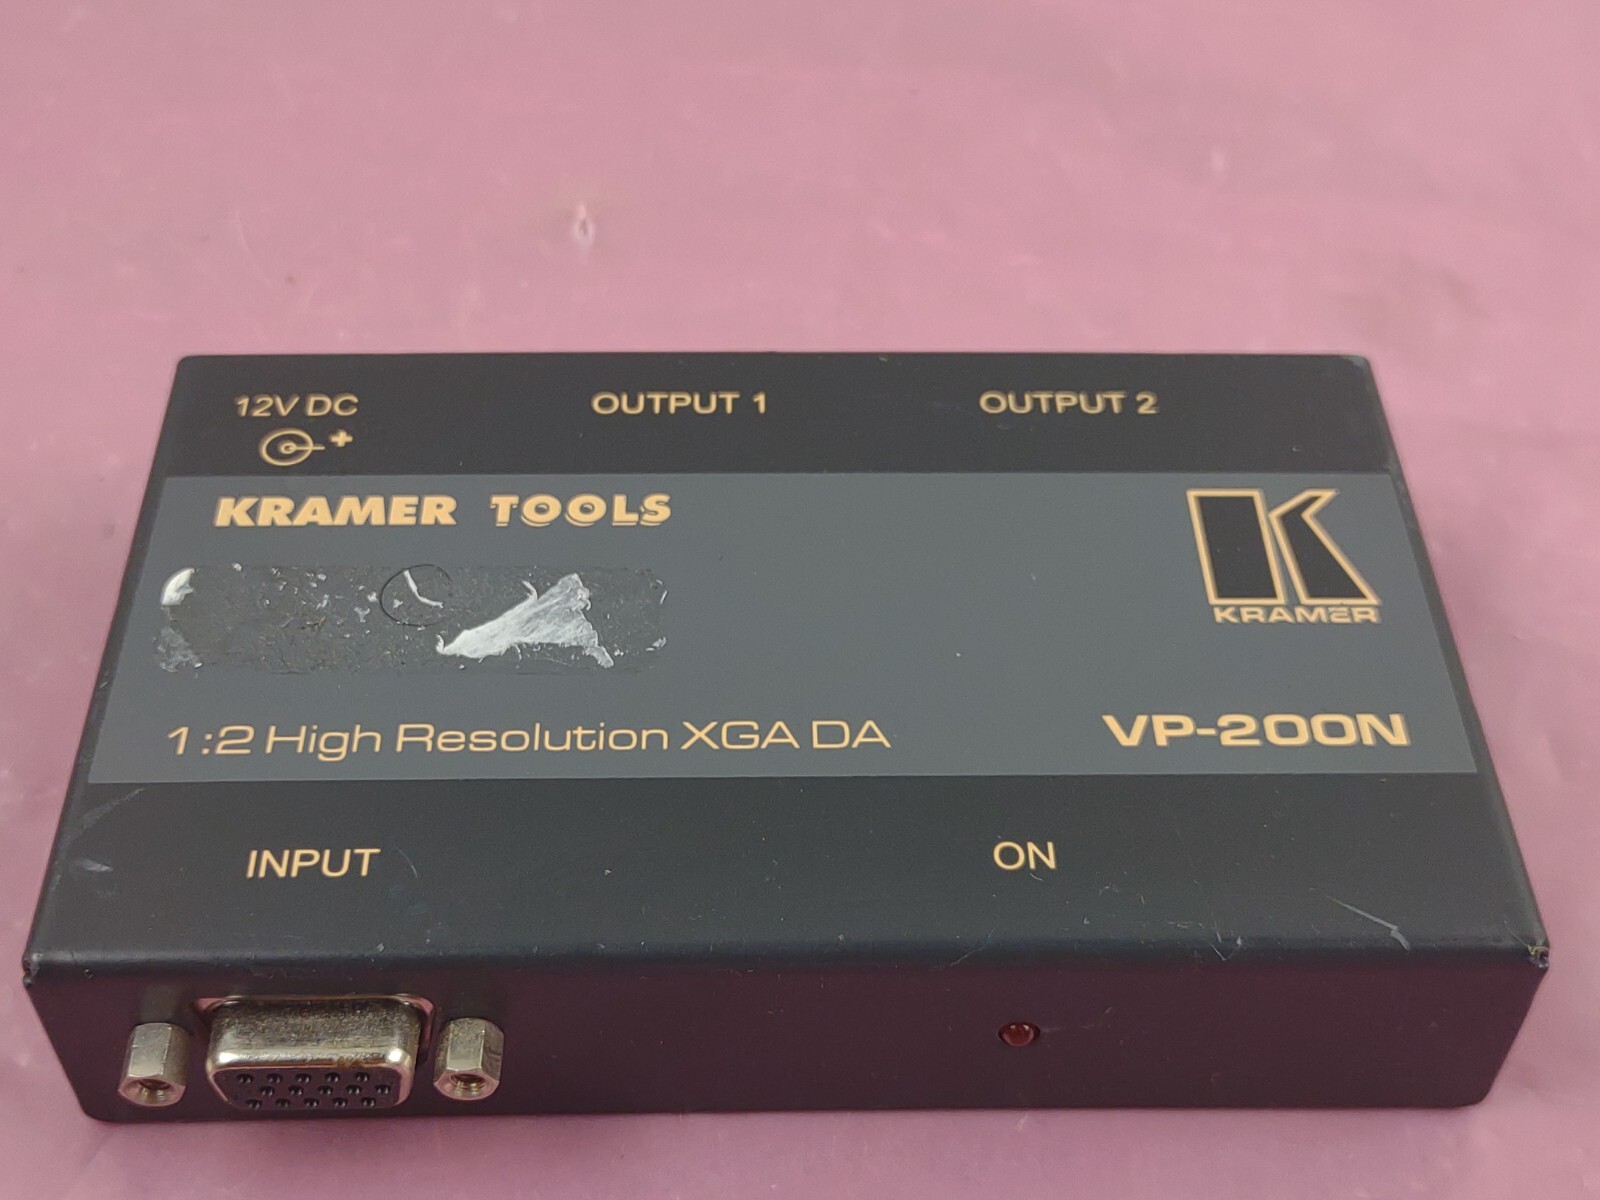 12V DC
OUTPUT 1
OUTPUT 2
+
KRAMER TOOLS
K
KRAMER
1:2 High Resolution XGA DA
VP-200N
INPUT
ON